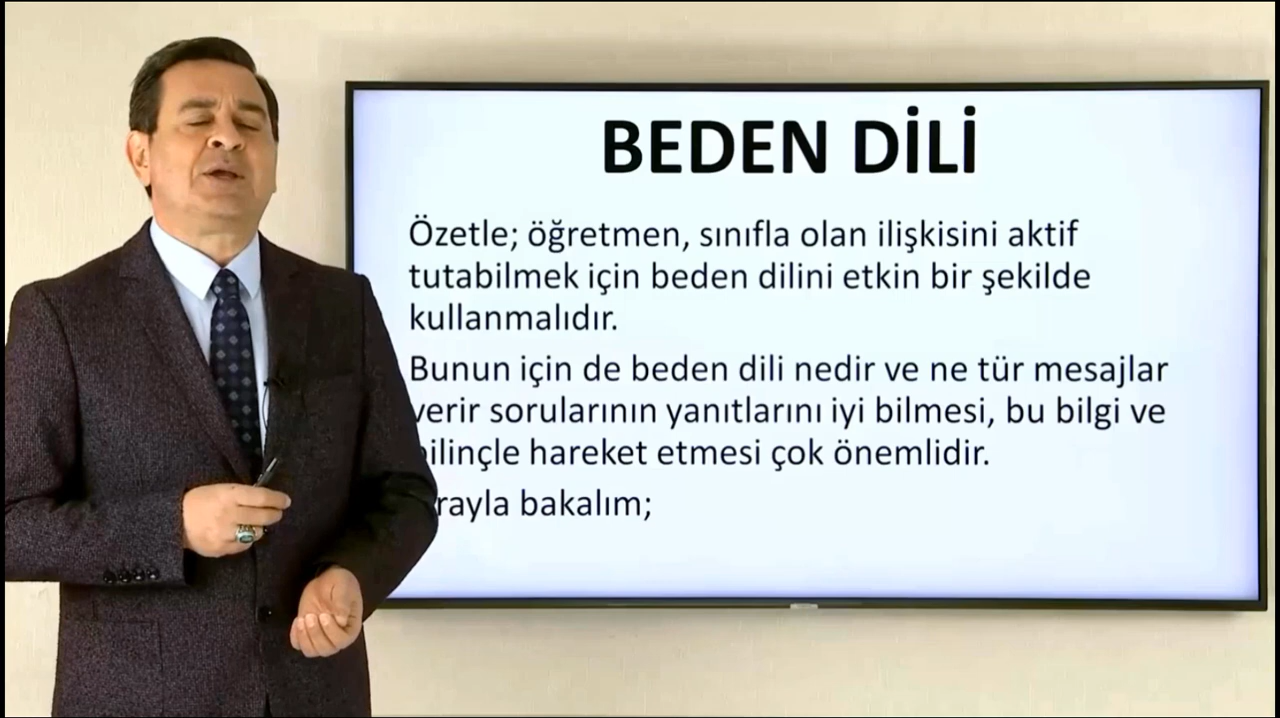 BEDEN DİLİ
Özetle; öğretmen, sınıfla olan ilişkisini aktif
tutabilmek için beden dilini etkin bir şekilde
kullanmalıdır.
Bunun için de beden dili nedir ve ne tür mesajlar
verir sorularının yanıtlarını iyi bilmesi, bu bilgi ve
bilinçle hareket etmesi çok önemlidir.
bakalım;